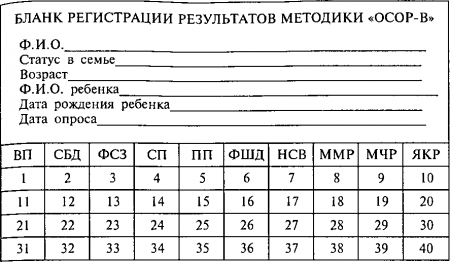 БЛАНК РЕГИСТРАЦИИ РЕЗУЛЬТАТОВ МЕТОДИКИ «ОСОР-В»
Ф.И.О.
Статус в семье
Возраст
Ф.И.О. ребенка
Дата рождения ребенка
Дата опроса
ВП СБД ФСЗ СП ПП ФШД НСВ ММР МЧР ЯКР
1 2 3 4 5 6 7 8 9 10
11 12 13 14 15 16 17 18 19 20
21 22 23 24 25 26 27 28 29 30
31 32 33 34 35 36 37 38 39 40